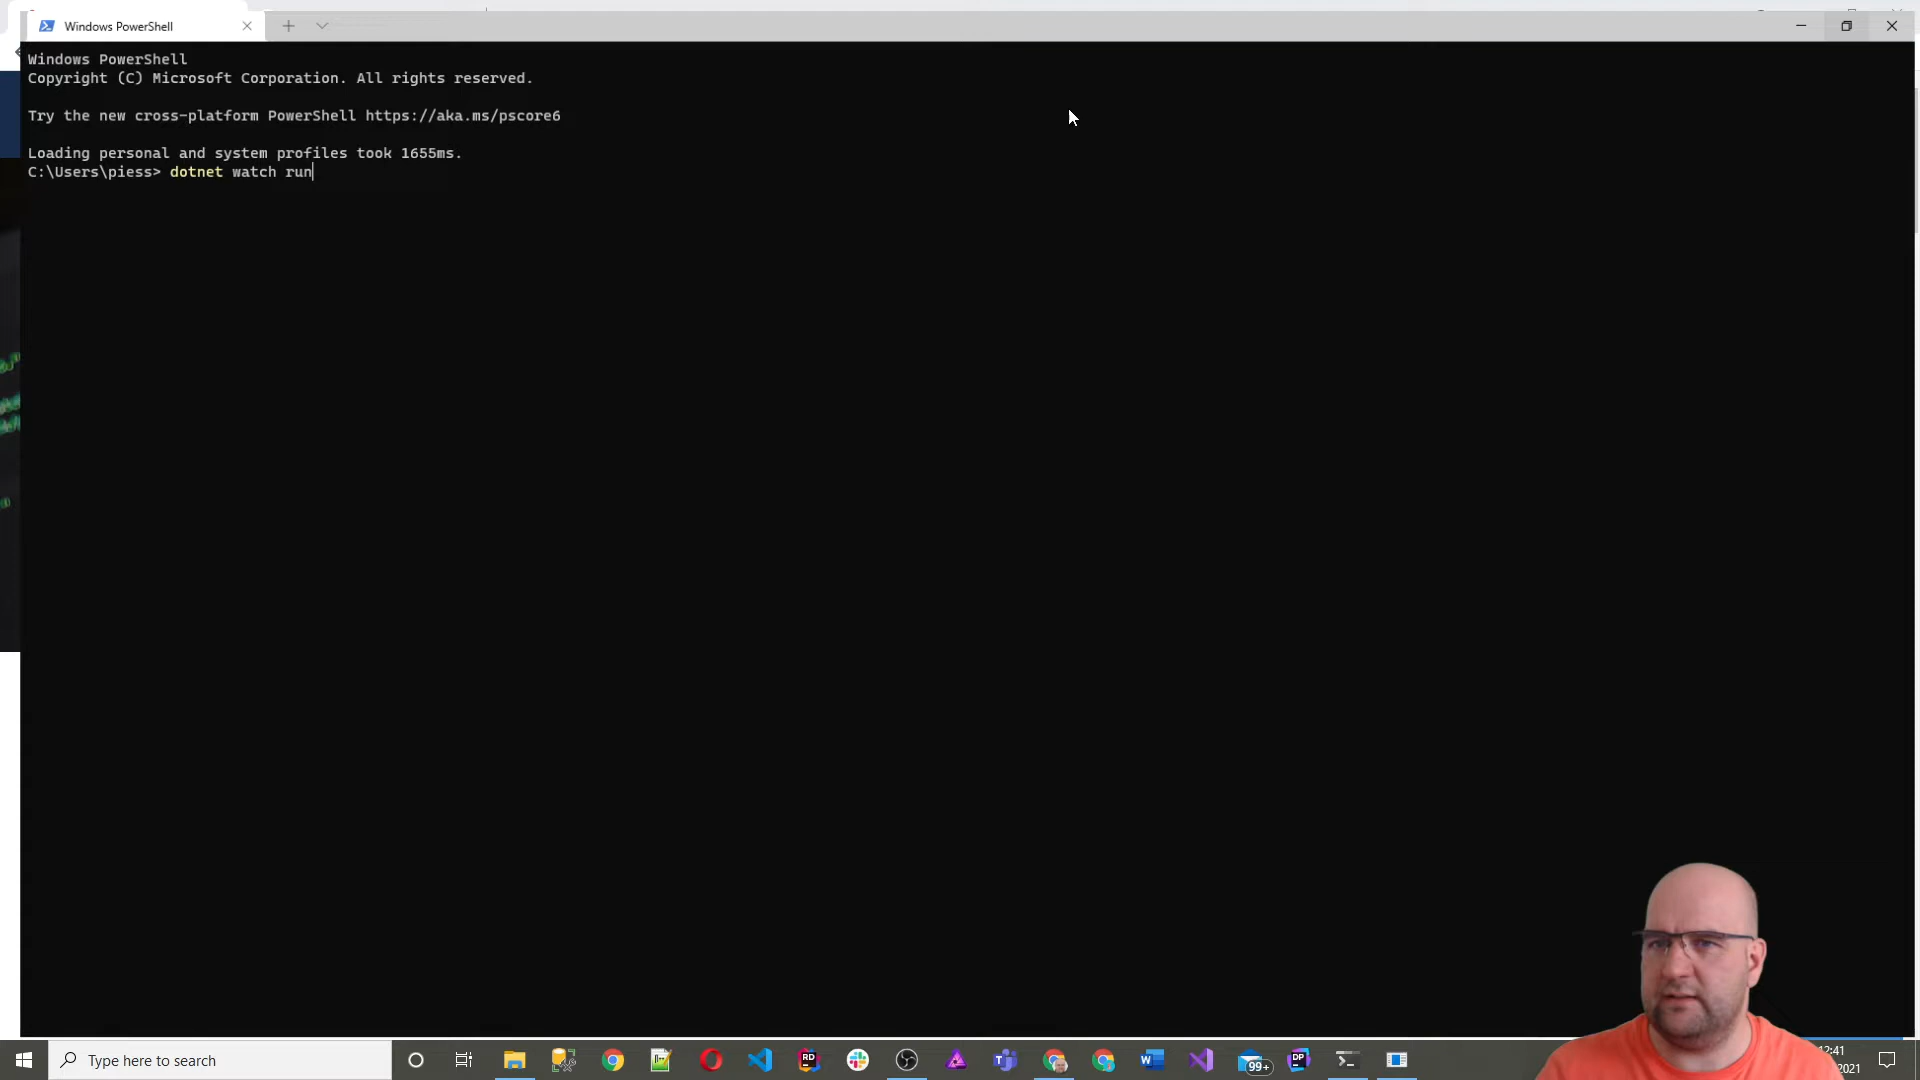 Windows PowerShell
Windows PowerShell
Copyright (C) Microsoft Corporation. All rights reserved.
Try the new cross-platform PowerShell https://aka.ms/pscore6
Loading personal and system profiles took 1655ms.
C:\Users\piess> dotnet watch run
Type here to search
RD
99+
DP
12:41
2021